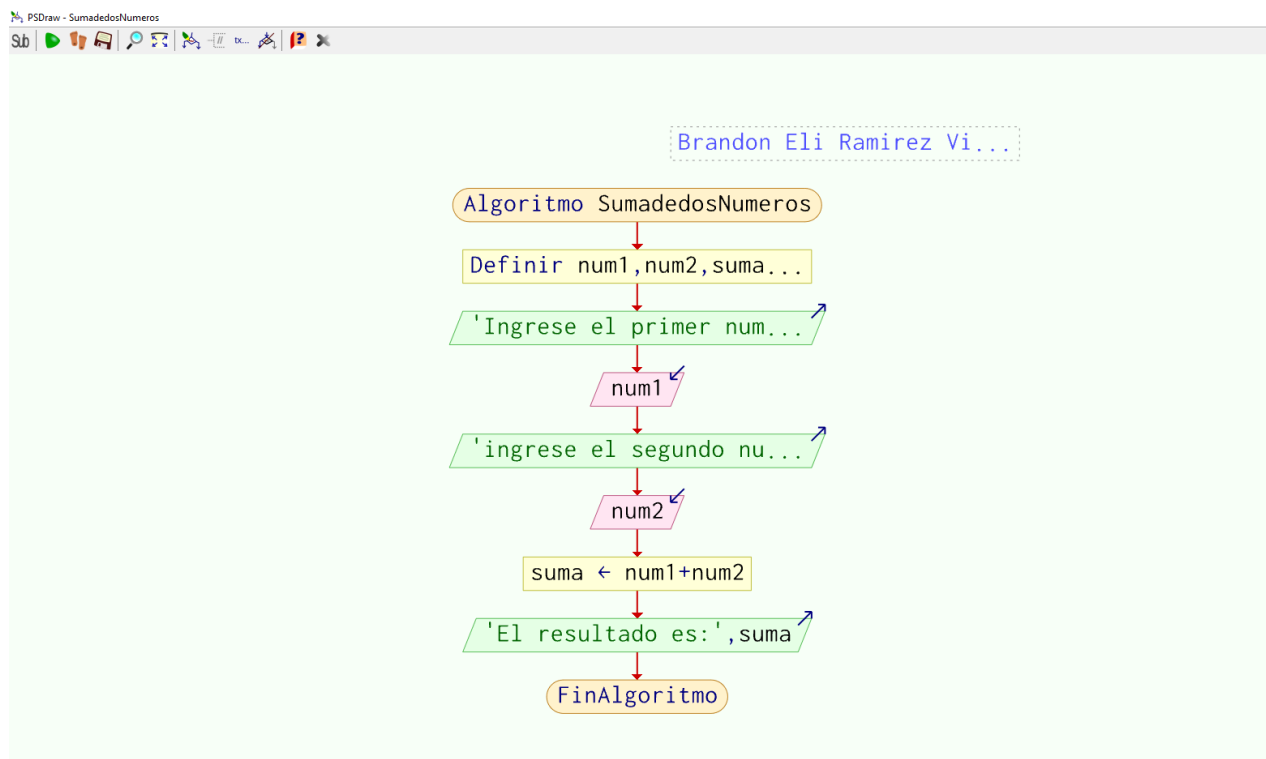 PSDraw - SumadedosNumeros
Sub
tx...
Brandon Eli Ramirez Vi...
Algoritmo SumadedosNumeros
Definir num1,num2,suma...
'Ingrese el primer num...
num1
'ingrese el segundo nu...
num2
suma ← num1+num2
'El resultado es:',suma
FinAlgoritmo